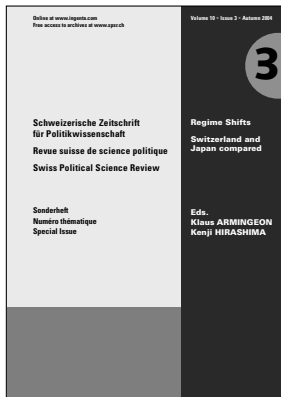 Online at www.ingenta.com
Free access to archives at www.spsr.ch
Volume 10 • Issue 3 • Autumn 2004
3
Schweizerische Zeitschrift
für Politikwissenschaft
Revue suisse de science politique
Swiss Political Science Review
Regime Shifts
Switzerland and
Japan compared
Sonderheft
Numéro thématique
Special Issue
Eds.
Klaus ARMINGEON
Kenji HIRASHIMA